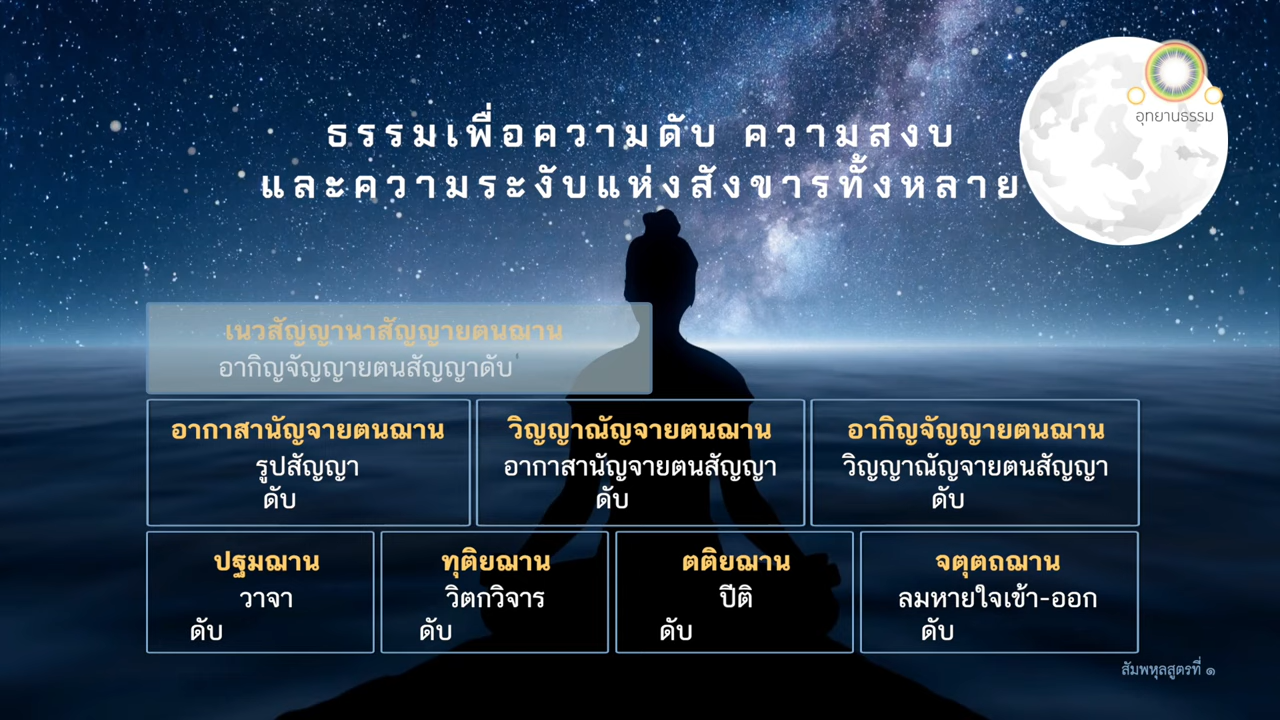 อุทยานธรรม
ธรรมเพื่อความดับ ความสงบ
และความระงับแห่งสังขารทั้งหลาย
เนวสัญญานาสัญญายตนฌาน
อากิญจัญญายตนสัญญาดับ
อากาสานัญจายตนฌาน
รูปสัญญา
ดับ
วิญญาณัญจายตนฌาน
อากาสานัญจายตนสัญญา
ดับ
อากิญจัญญายตนฌาน
วิญญาณัญจายตนสัญญา
ดับ
ปฐมฌาน
วาจา
ดับ
ทุติยฌาน
วิตกวิจาร
ดับ
ตติยฌาน
ปีติ
ดับ
จตุตถฌาน
ลมหายใจเข้า-ออก
ดับ
สัมพหุลสูตรที่ ๑